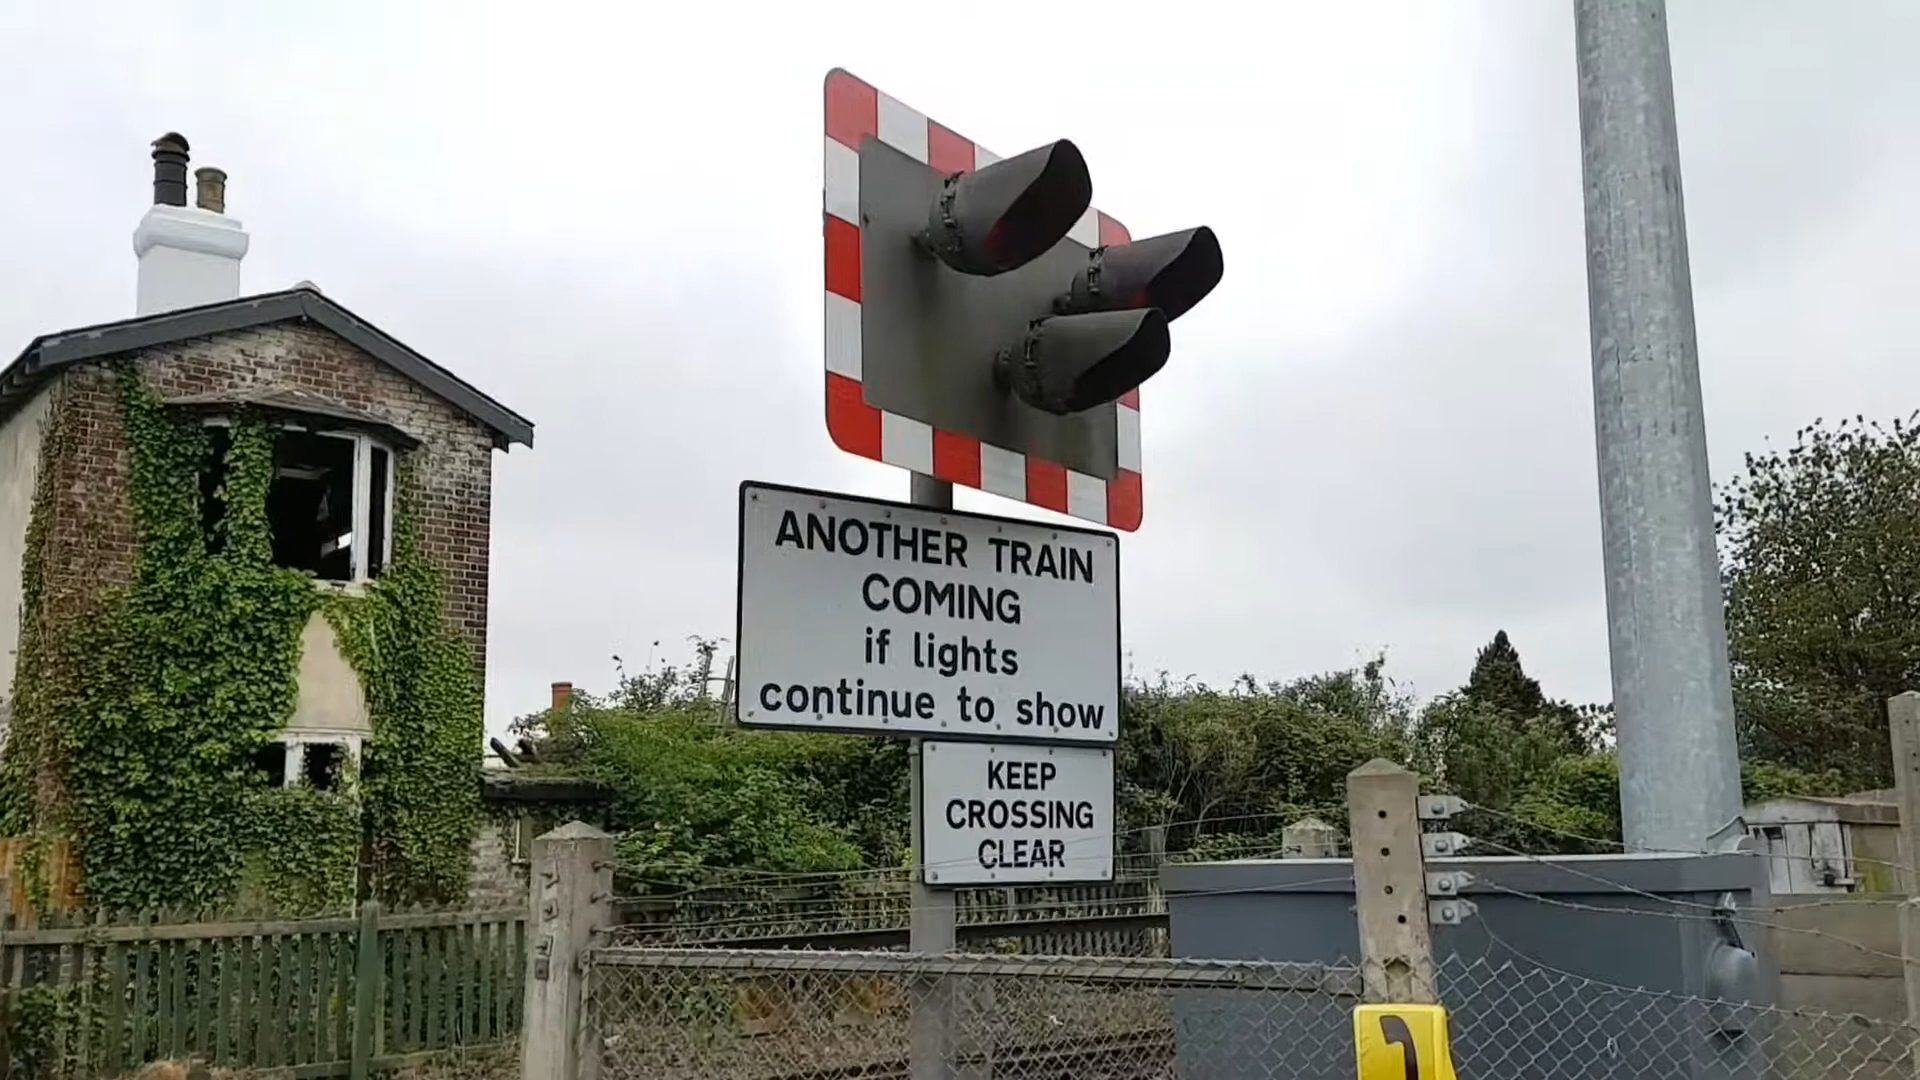 ANOTHER TRAIN
COMING
if lights
continue to show
KEEP
CROSSING
CLEAR